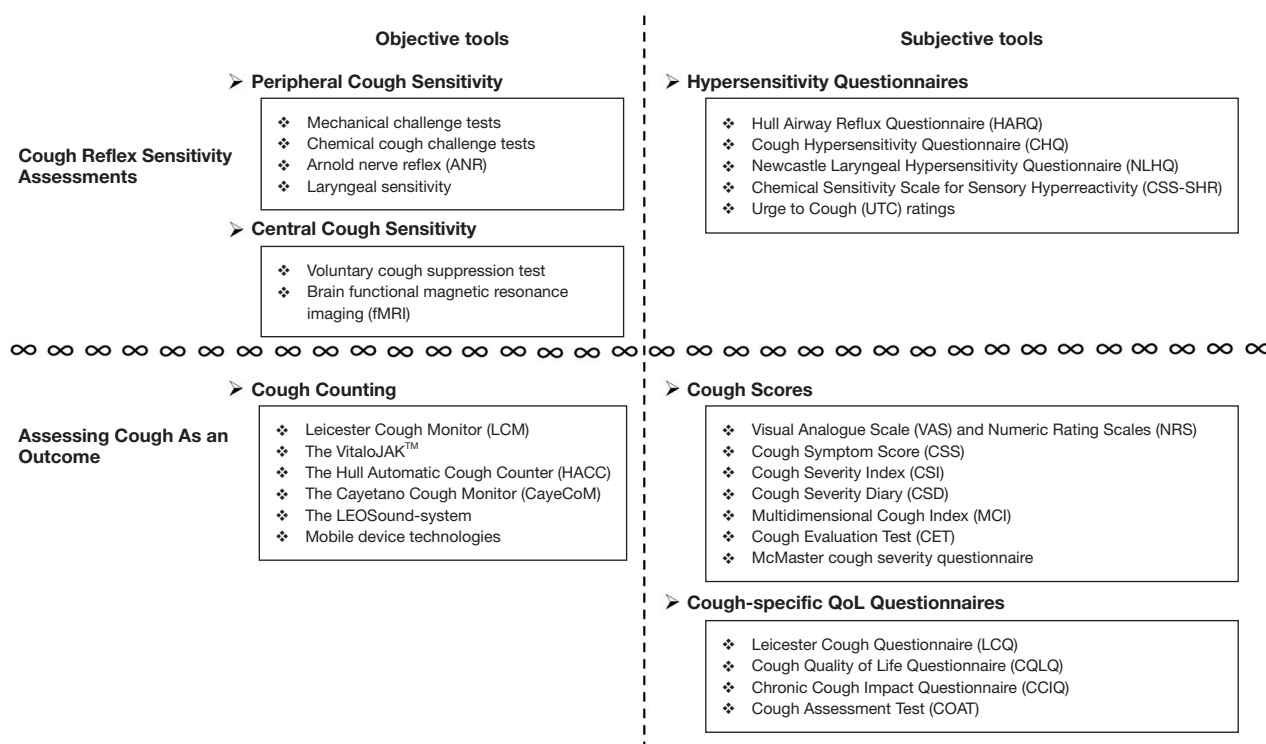 Objective tools
Subjective tools
Cough Reflex Sensitivity
Assessments
➢ Peripheral Cough Sensitivity
❖ Mechanical challenge tests
❖ Chemical cough challenge tests
❖ Arnold nerve reflex (ANR)
❖ Laryngeal sensitivity
➢ Central Cough Sensitivity
❖ Voluntary cough suppression test
❖ Brain functional magnetic resonance
imaging (fMRI)
➢ Hypersensitivity Questionnaires
❖ Hull Airway Reflux Questionnaire (HARQ)
❖ Cough Hypersensitivity Questionnaire (CHQ)
❖ Newcastle Laryngeal Hypersensitivity Questionnaire (NLHQ)
❖ Chemical Sensitivity Scale for Sensory Hyperreactivity (CSS-SHR)
❖ Urge to Cough (UTC) ratings
Assessing Cough As an
Outcome
➢ Cough Counting
❖ Leicester Cough Monitor (LCM)
❖ The VitaloJAK™
❖ The Hull Automatic Cough Counter (HACC)
❖ The Cayetano Cough Monitor (CayeCoM)
❖ The LEOSound-system
❖ Mobile device technologies
➢ Cough Scores
❖ Visual Analogue Scale (VAS) and Numeric Rating Scales (NRS)
❖ Cough Symptom Score (CSS)
❖ Cough Severity Index (CSI)
❖ Cough Severity Diary (CSD)
❖ Multidimensional Cough Index (MCI)
❖ Cough Evaluation Test (CET)
❖ McMaster cough severity questionnaire
➢ Cough-specific QoL Questionnaires
❖ Leicester Cough Questionnaire (LCQ)
❖ Cough Quality of Life Questionnaire (CQLQ)
❖ Chronic Cough Impact Questionnaire (CCIQ)
❖ Cough Assessment Test (COAT)